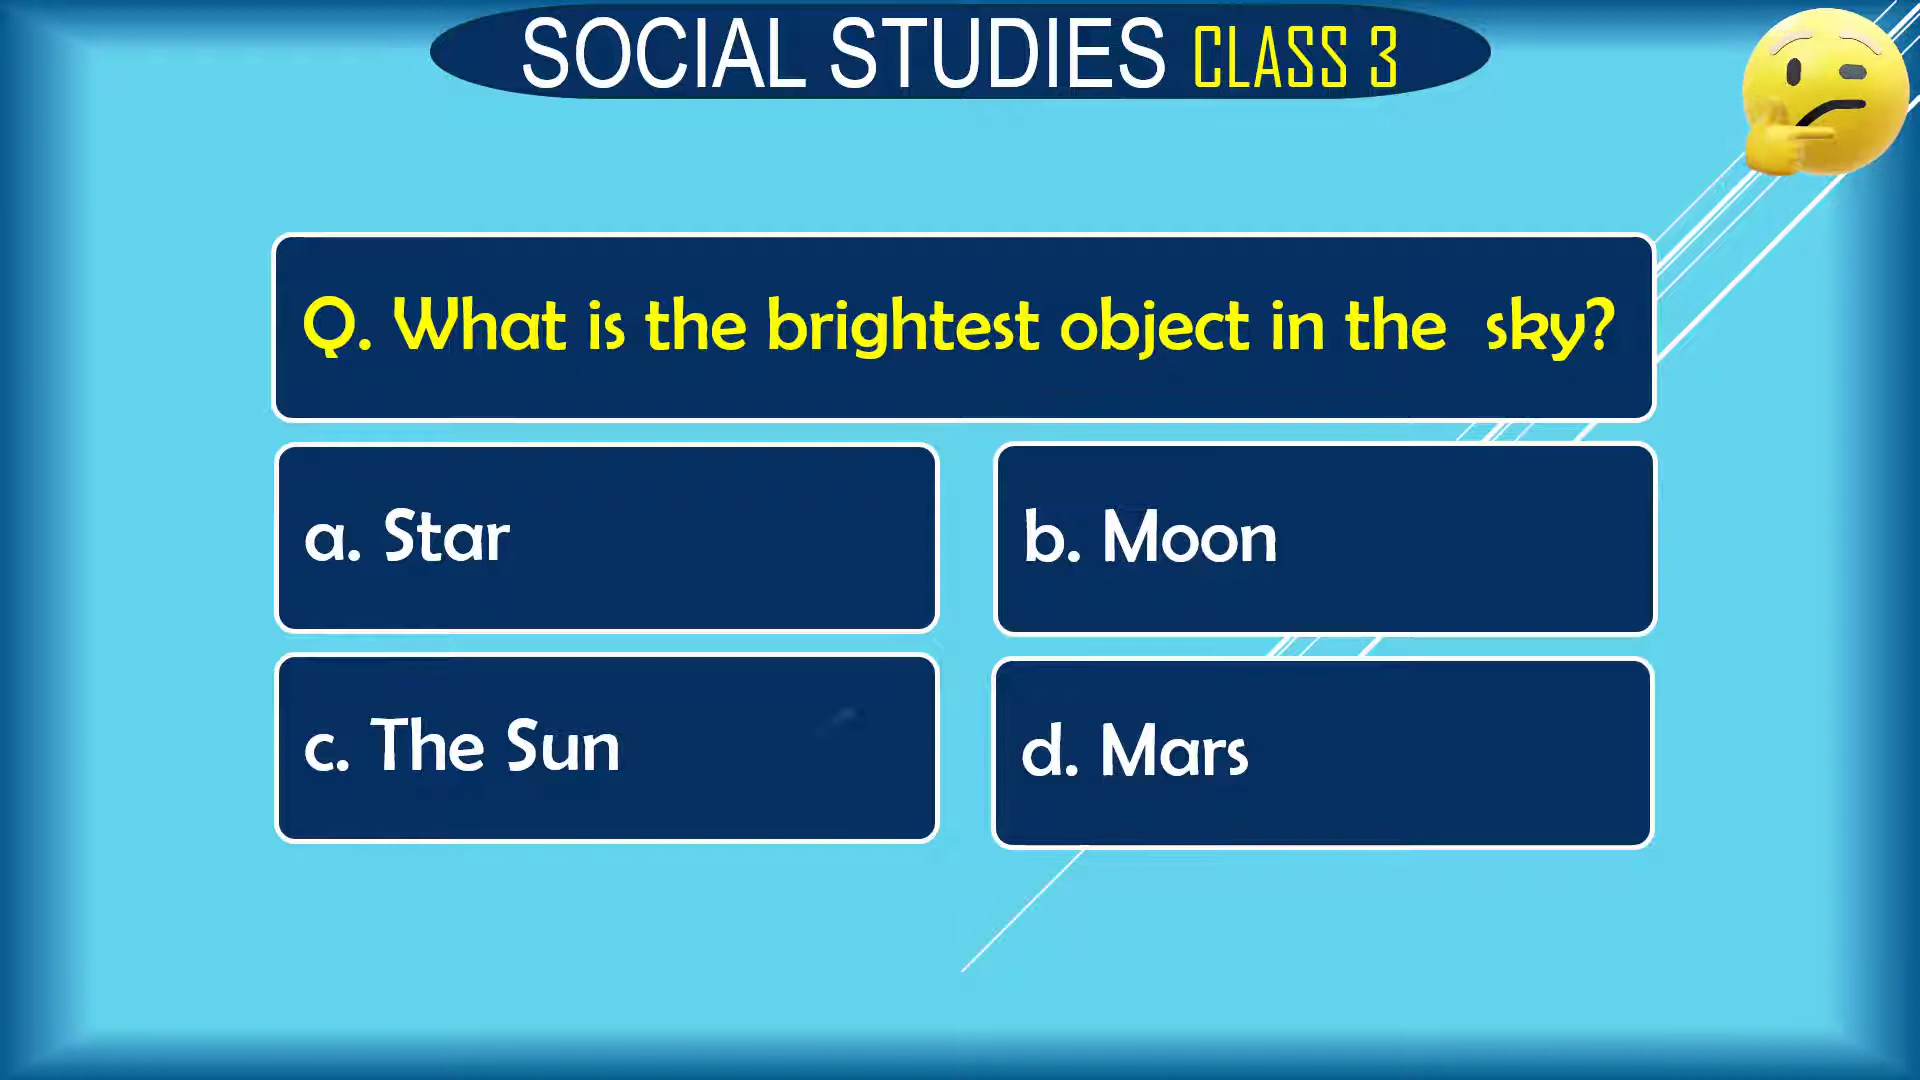 SOCIAL STUDIES CLASS 3
Q. What is the brightest object in the  sky?
a. Star
b. Moon
c. The Sun
d. Mars